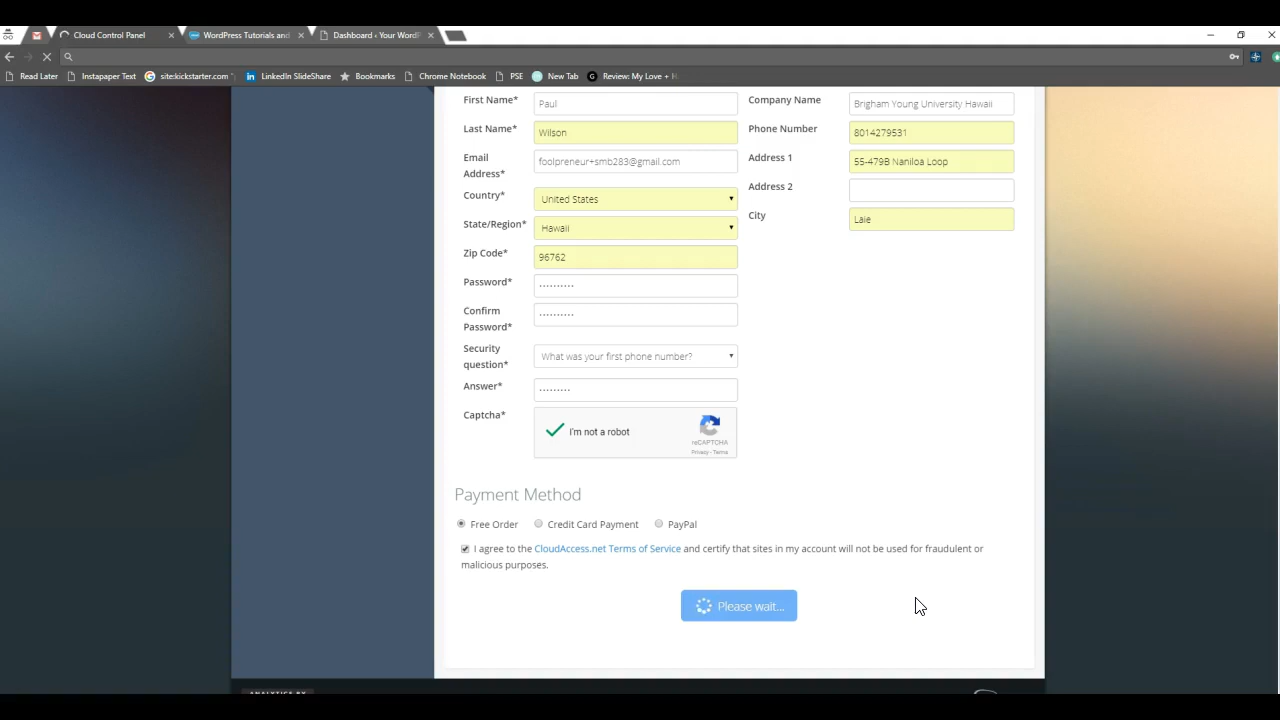 Cloud Control Panel
WordPress Tutorials and
Dashboard ‹ Your WordP
Read Later
Instapaper Text
site:kickstarter.com "
LinkedIn SlideShare
Bookmarks
Chrome Notebook
PSE
New Tab
Review: My Love + H
First Name* Paul Company Name Brigham Young University Hawaii
Last Name* Wilson Phone Number 8014279531
Email
Address* foolpreneur+smb283@gmail.com Address 1 55-479B Naniloa Loop
Country* United States Address 2
State/Region* Hawaii City Laie
Zip Code* 96762
Password* ··········
Confirm
Password* ··········
Security
question* What was your first phone number?
Answer* ·········
Captcha* I'm not a robot
reCAPTCHA
Privacy - Terms
Payment Method
Free Order Credit Card Payment PayPal
I agree to the CloudAccess.net Terms of Service and certify that sites in my account will not be used for fraudulent or
malicious purposes.
Please wait...
ANALYTICS BY